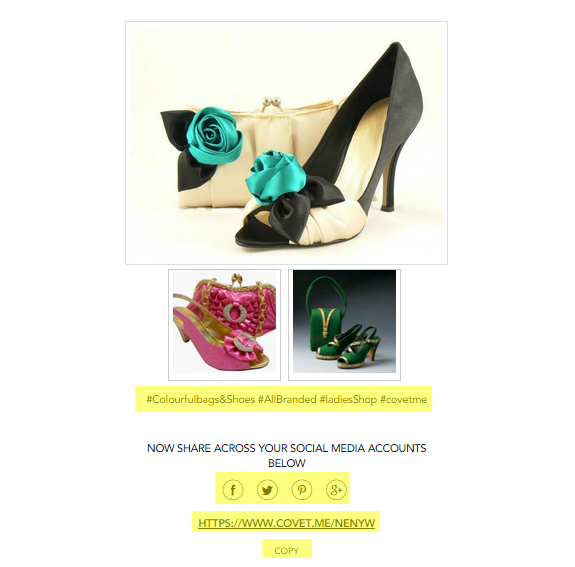 #Colourfulbags&Shoes #AllBranded #ladiesShop #covetme
NOW SHARE ACROSS YOUR SOCIAL MEDIA ACCOUNTS
BELOW
HTTPS://WWW.COVET.ME/NENYW
COPY